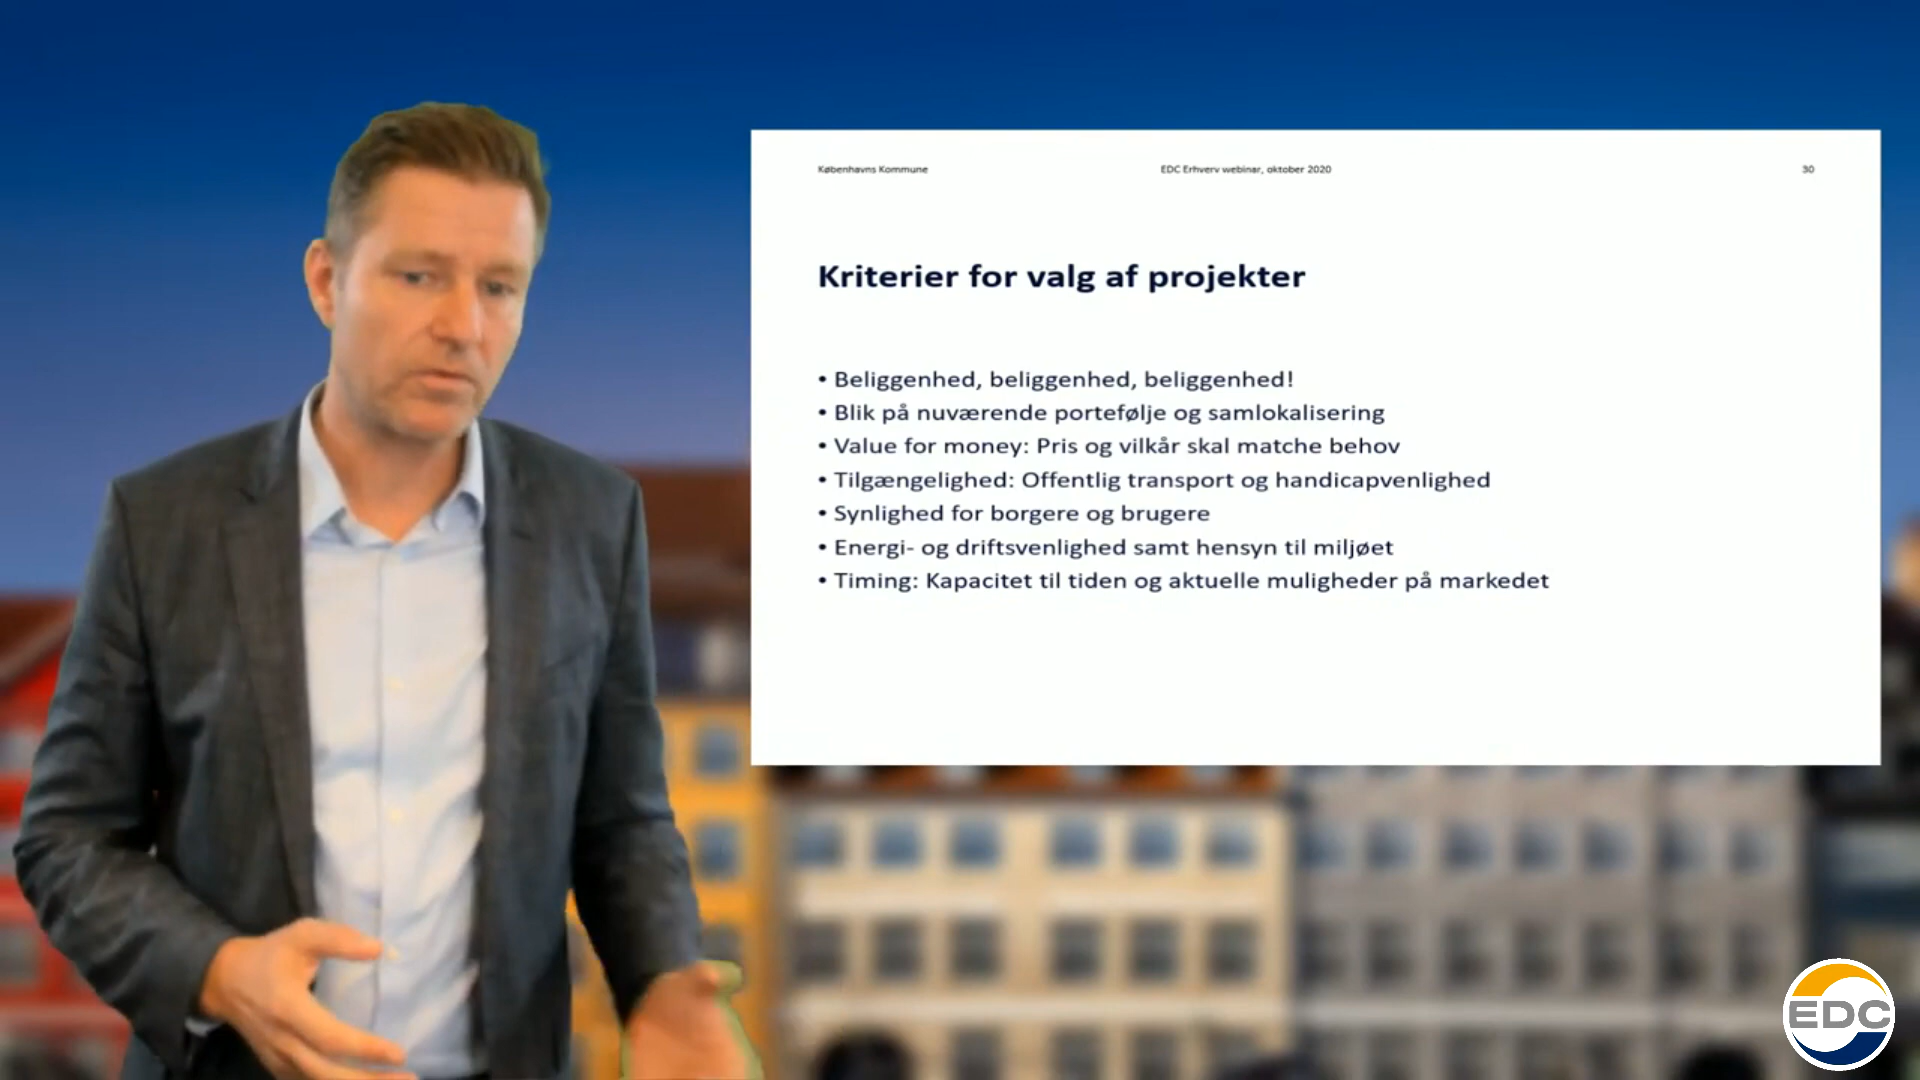 Københavns Kommune
EDC Erhverv webinar, oktober 2020
30
Kriterier for valg af projekter
• Beliggenhed, beliggenhed, beliggenhed!
• Blik på nuværende portefølje og samlokalisering
• Value for money: Pris og vilkår skal matche behov
• Tilgængelighed: Offentlig transport og handicapvenlighed
• Synlighed for borgere og brugere
• Energi- og driftsvenlighed samt hensyn til miljøet
• Timing: Kapacitet til tiden og aktuelle muligheder på markedet
EDC